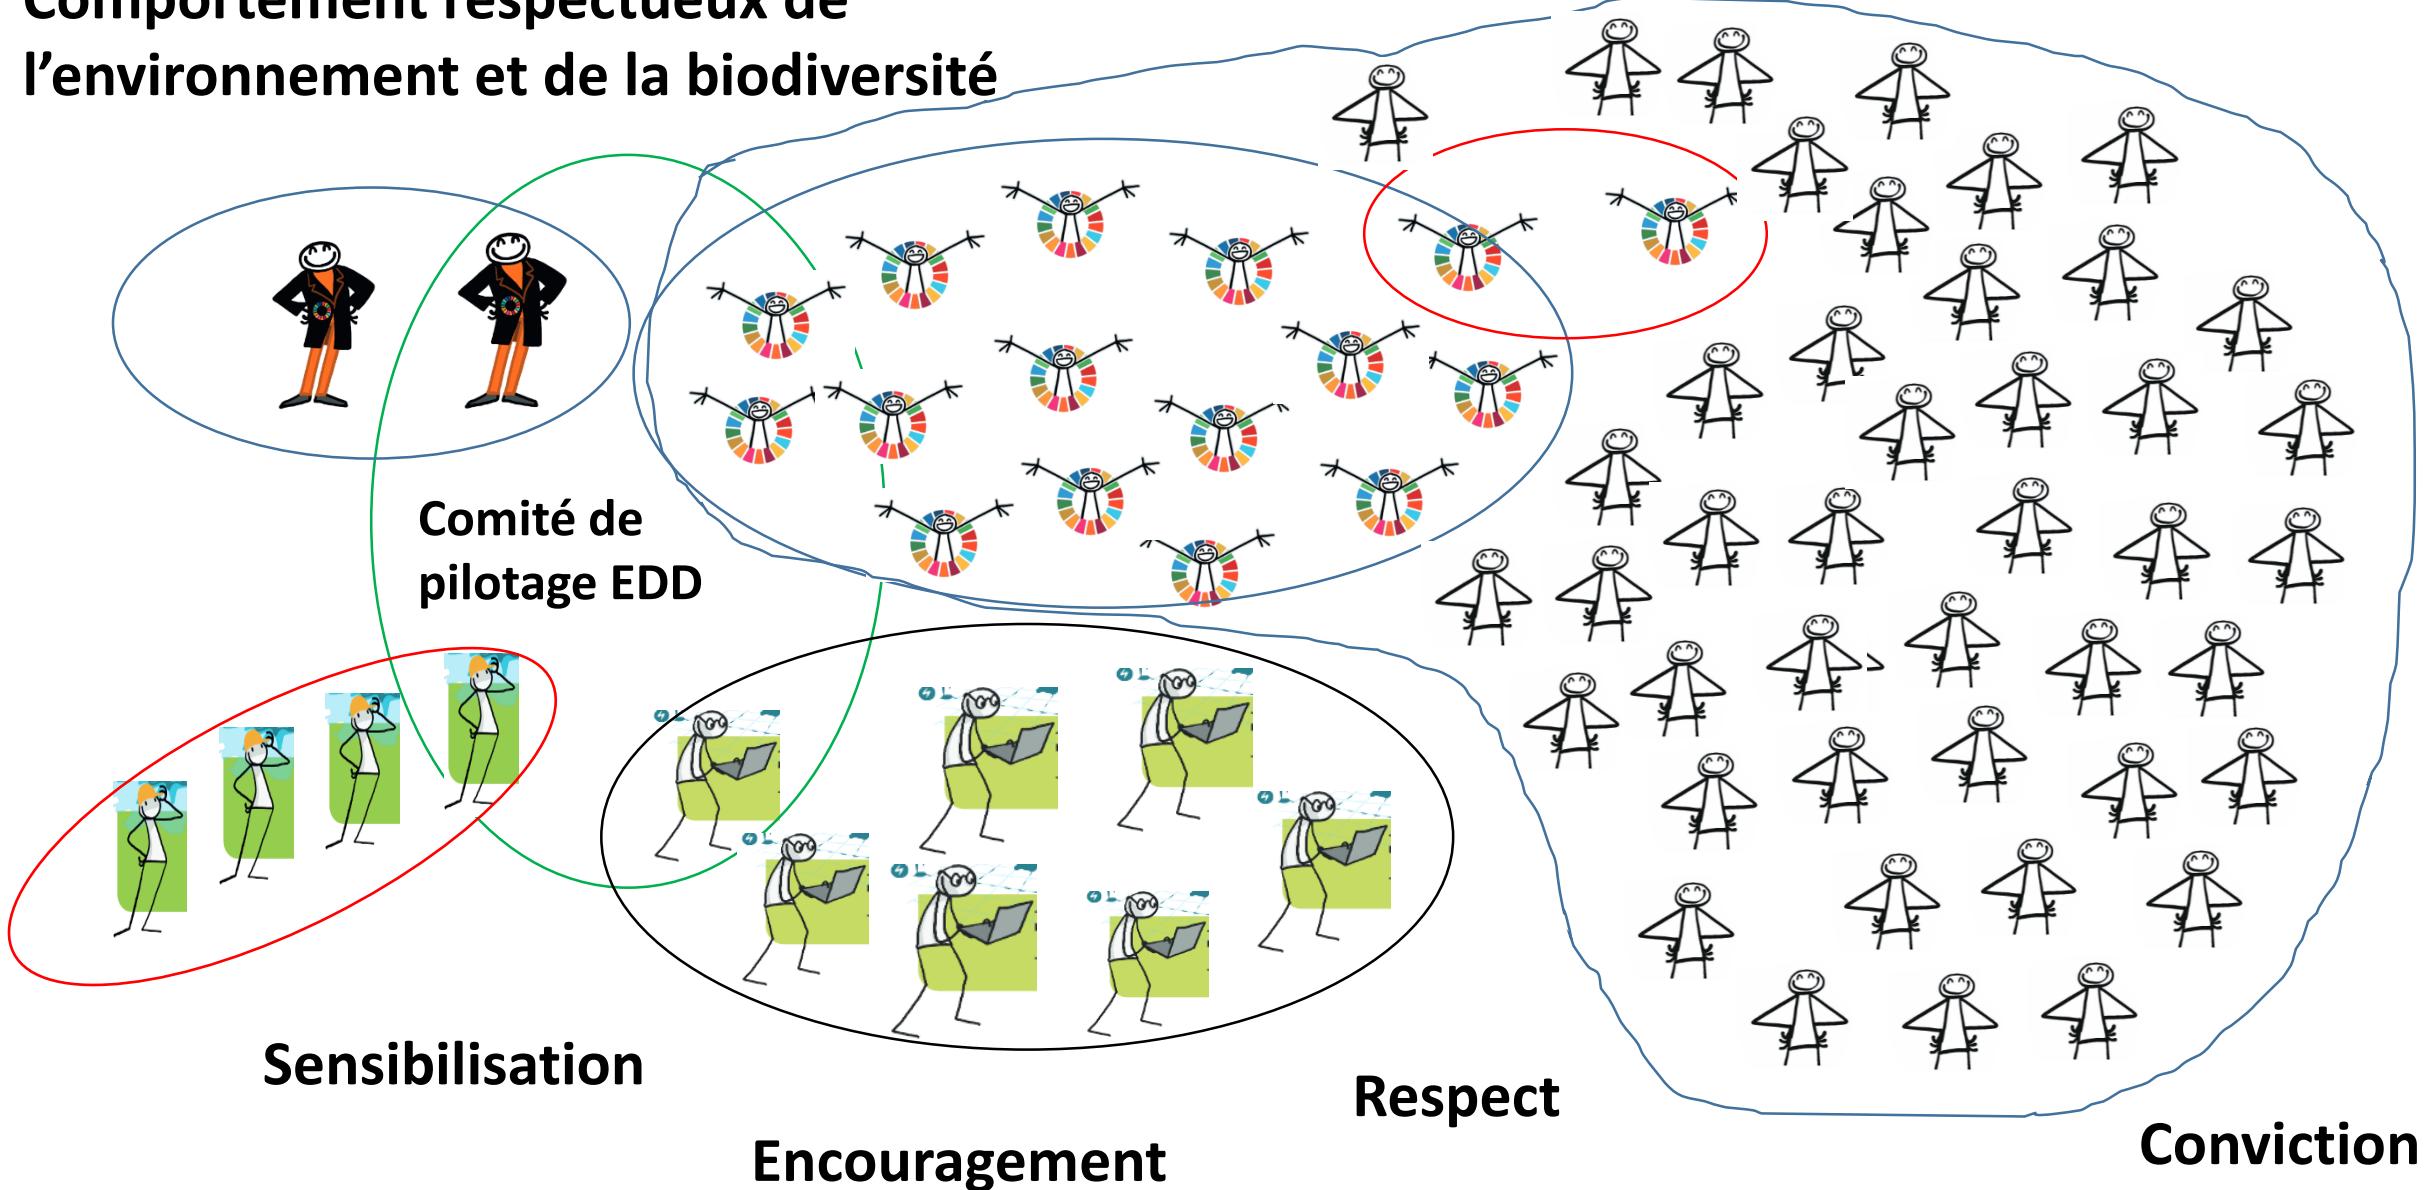 Comportement respectueux de
l’environnement et de la biodiversité
Comité de
pilotage EDD
Sensibilisation
Respect
Encouragement
Conviction